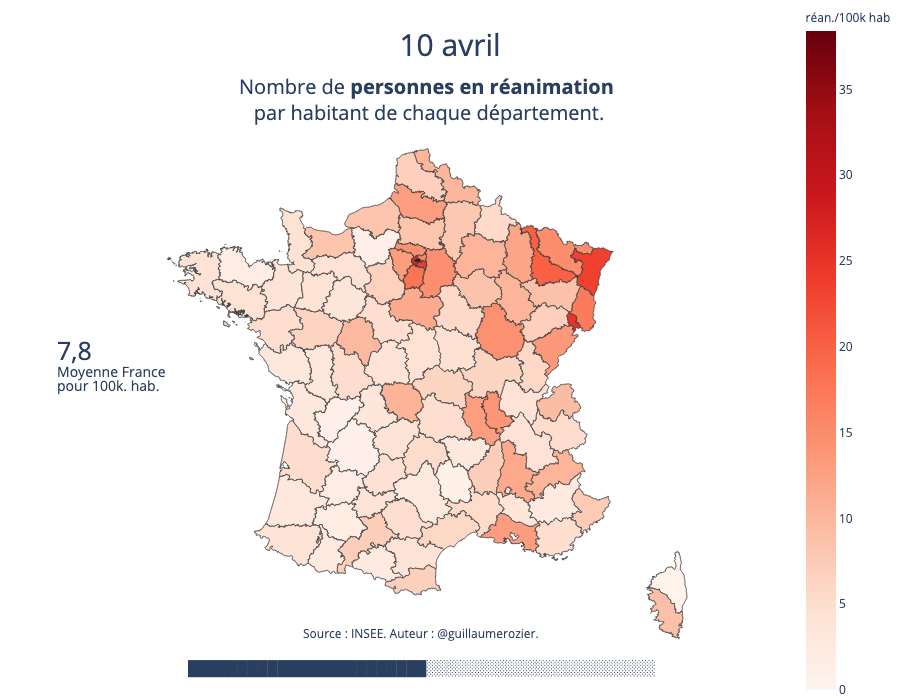 réan./100k hab
10 avril
Nombre de personnes en réanimation
par habitant de chaque département.
35
30
25
20
15
10
5
0
7,8
Moyenne France
pour 100k. hab.
Source : INSEE. Auteur : @guillaumerozier.